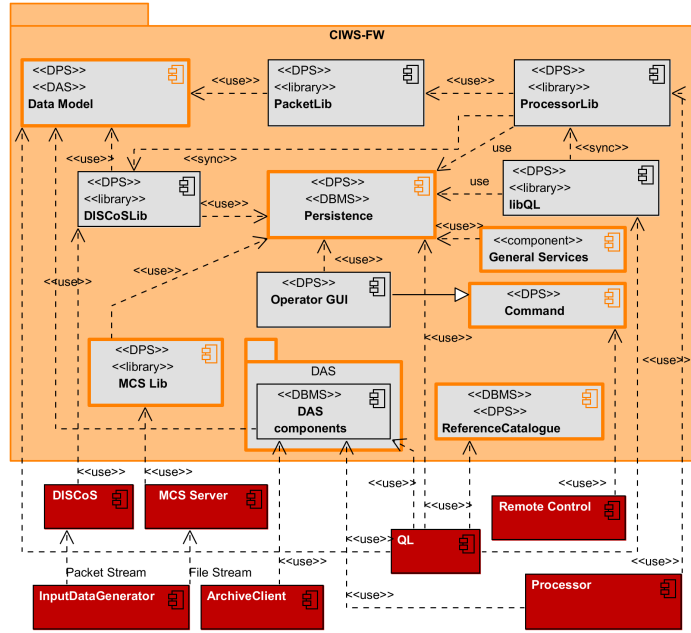 CIWS-FW
<<DPS>>
<<DAS>>
Data Model
<<use>>
<<DPS>>
<<library>>
PacketLib
<<use>>
<<DPS>>
<<library>>
ProcessorLib
<<use>>
<<sync>>
use
<<sync>>
<<DPS>>
<<library>>
DISCoSLib
<<use>>
<<DPS>>
<<DBMS>>
Persistence
use
<<DPS>>
<<library>>
libQL
<<use>>
<<component>>
General Services
<<use>>
<<use>>
<<use>>
<<DPS>>
Operator GUI
<<DPS>>
Command
<<DPS>>
<<library>>
MCS Lib
<<use>>
<<use>>
<<use>>
DAS
<<DBMS>>
DAS
components
<<DBMS>>
<<DPS>>
ReferenceCatalogue
<<use>>
<<use>>
<<use>>
<<use>>
DISCoS
MCS Server
<<use>>
Remote Control
<<use>>
QL
<<use>>
<<use>>
Packet Stream
File Stream
InputDataGenerator
ArchiveClient
<<use>>
Processor